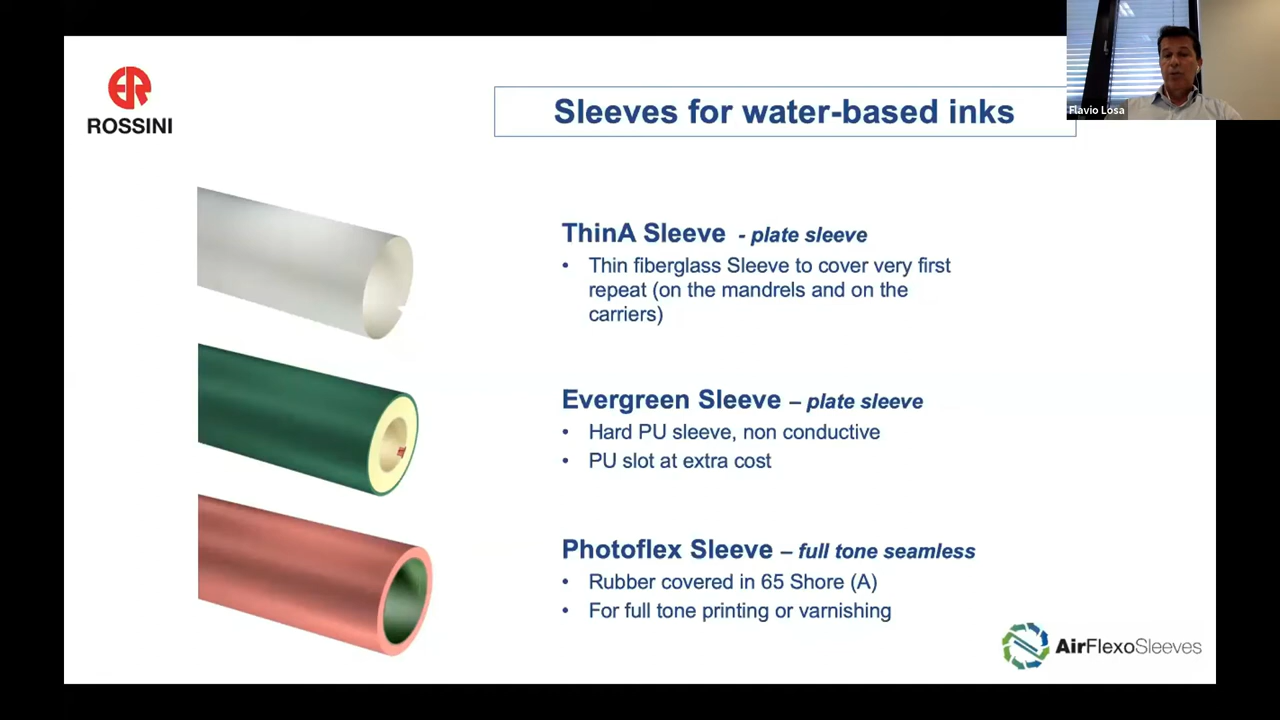 ROSSINI
Sleeves for water-based inks
Flavio Losa
ThinA Sleeve - plate sleeve
• Thin fiberglass Sleeve to cover very first
repeat (on the mandrels and on the
carriers)
Evergreen Sleeve – plate sleeve
• Hard PU sleeve, non conductive
• PU slot at extra cost
Photoflex Sleeve – full tone seamless
• Rubber covered in 65 Shore (A)
• For full tone printing or varnishing
AirFlexoSleeves